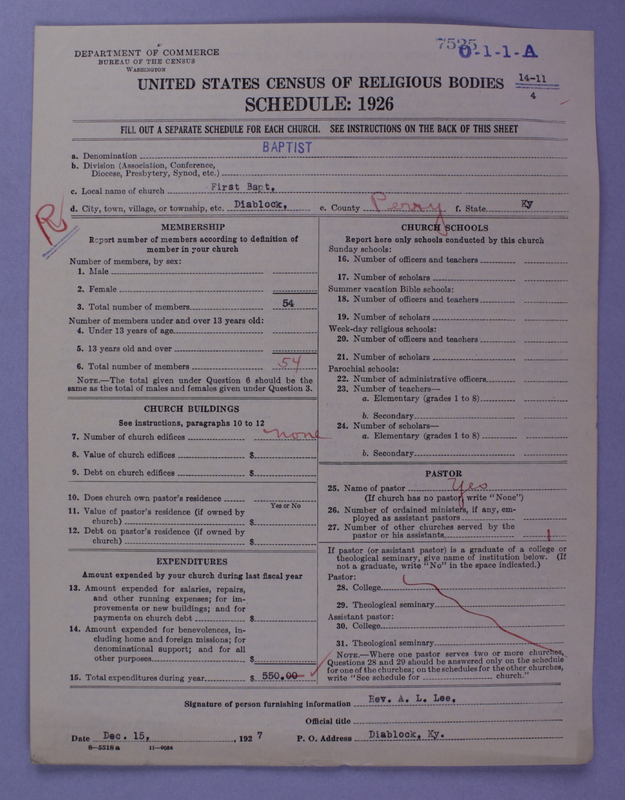 DEPARTMENT OF COMMERCE
BUREAU OF THE CENSUS
WASHINGTON
7525
0-1-1-A
UNITED STATES CENSUS OF RELIGIOUS BODIES
14-11
4
SCHEDULE: 1926
FILL OUT A SEPARATE SCHEDULE FOR EACH CHURCH. SEE INSTRUCTIONS ON THE BACK OF THIS SHEET
a. Denomination BAPTIST
b. Division (Association, Conference,
Diocese, Presbytery, Synod, etc.)
c. Local name of church First Bapt,
d. City, town, village, or township, etc. Diablock, e. County Perry f. State Ky
R
MEMBERSHIP
Report number of members according to definition of
member in your church
Number of members, by sex:
1. Male
2. Female
3. Total number of members 54
Number of members under and over 13 years old:
4. Under 13 years of age
5. 13 years old and over
6. Total number of members 54
NOTE.—The total given under Question 6 should be the
same as the total of males and females given under Question 3.
CHURCH BUILDINGS
See instructions, paragraphs 10 to 12
7. Number of church edifices none
8. Value of church edifices $
9. Debt on church edifices $
10. Does church own pastor's residence
Yes or No
11. Value of pastor's residence (if owned by
church) $
12. Debt on pastor's residence (if owned by
church) $
EXPENDITURES
Amount expended by your church during last fiscal year
13. Amount expended for salaries, repairs,
and other running expenses; for im-
provements or new buildings; and for
payments on church debt $
14. Amount expended for benevolences, in-
cluding home and foreign missions; for
denominational support; and for all
other purposes $
15. Total expenditures during year $ 550.00
CHURCH SCHOOLS
Report here only schools conducted by this church
Sunday schools:
16. Number of officers and teachers
17. Number of scholars
Summer vacation Bible schools:
18. Number of officers and teachers
19. Number of scholars
Week-day religious schools:
20. Number of officers and teachers
21. Number of scholars
Parochial schools:
22. Number of administrative officers
23. Number of teachers—
a. Elementary (grades 1 to 8)
b. Secondary
24. Number of scholars—
a. Elementary (grades 1 to 8)
b. Secondary
PASTOR
25. Name of pastor Yes
(If church has no pastor, write "None")
26. Number of ordained ministers, if any, em-
ployed as assistant pastors
27. Number of other churches served by the
pastor or his assistants 1
If pastor (or assistant pastor) is a graduate of a college or
theological seminary, give name of institution below. (If
not a graduate, write "No" in the space indicated.)
Pastor:
28. College
29. Theological seminary
Assistant pastor:
30. College
31. Theological seminary
NOTE.—Where one pastor serves two or more churches,
Questions 28 and 29 should be answered only on the schedule
for one of the churches; on the schedules for the other churches,
write "See schedule for church."
Signature of person furnishing information Rev. A. L. Lee,
Official title
Date Dec. 15, , 1927 P. O. Address Diablock, Ky.
8—5518a 11—9084